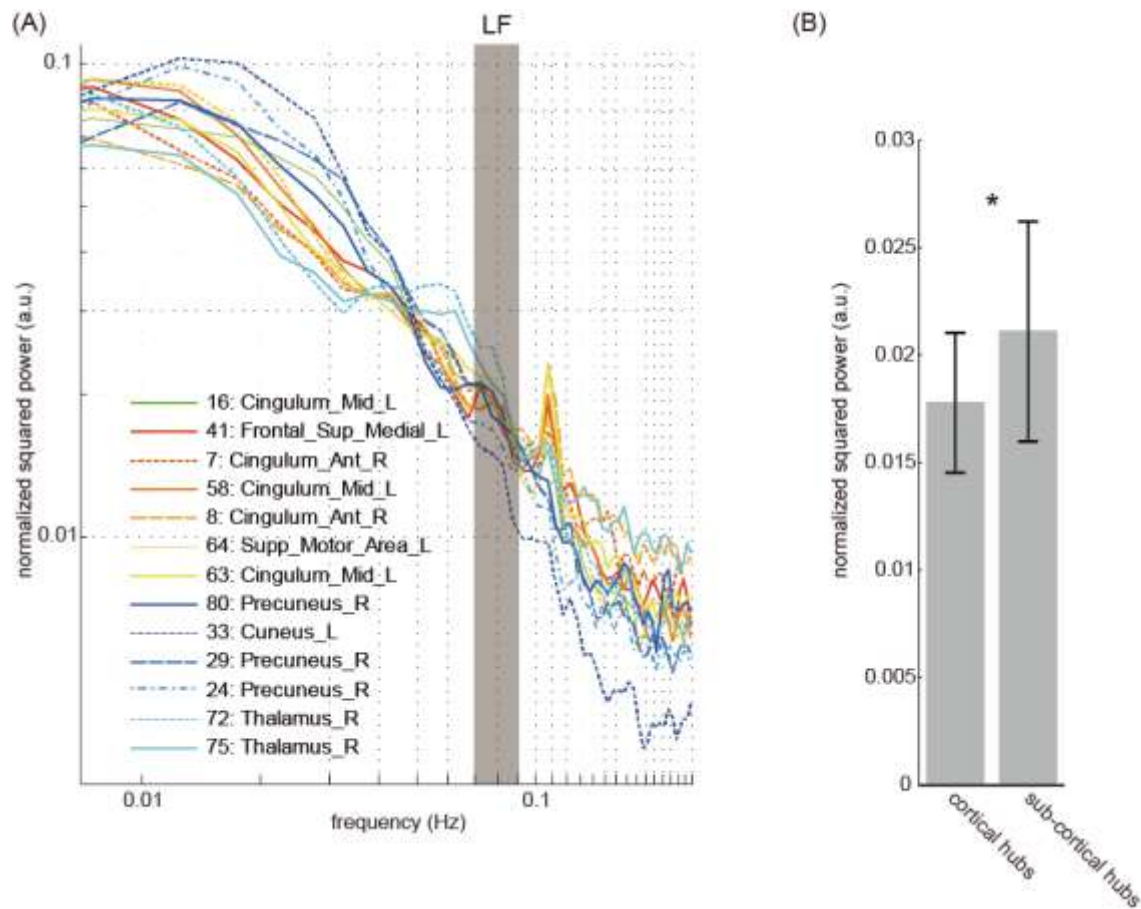 (A)
LF
(B)
0.1
0.01
normalized squared power (a.u.)
16: Cingulum_Mid_L
41: Frontal_Sup_Medial_L
7: Cingulum_Ant_R
58: Cingulum_Mid_L
8: Cingulum_Ant_R
64: Supp_Motor_Area_L
63: Cingulum_Mid_L
80: Precuneus_R
33: Cuneus_L
29: Precuneus_R
24: Precuneus_R
72: Thalamus_R
75: Thalamus_R
0.01
0.1
frequency (Hz)
0.03
0.025
0.02
0.015
0.01
0.005
0
normalized squared power (a.u.)
*
cortical hubs
sub-cortical hubs